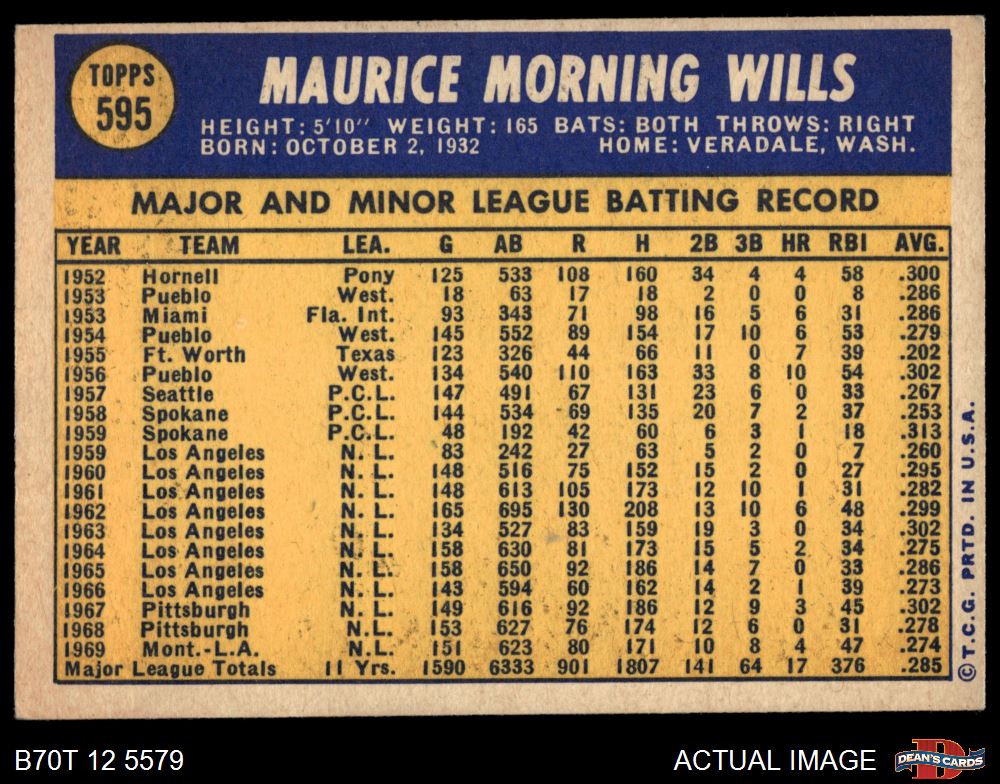 TOPPS
595
MAURICE MORNING WILLS
HEIGHT: 5'10" WEIGHT: 165 BATS: BOTH THROWS: RIGHT
BORN: OCTOBER 2, 1932 HOME: VERADALE, WASH.
MAJOR AND MINOR LEAGUE BATTING RECORD
YEAR TEAM LEA. G AB R H 2B 3B HR RBI AVG.
1952 Hornell Pony 125 533 108 160 34 4 4 58 .300
1953 Pueblo West. 18 63 17 18 2 0 0 8 .286
1953 Miami Fla. Int. 93 343 71 98 16 5 6 31 .286
1954 Pueblo West. 145 552 89 154 17 10 6 53 .279
1955 Ft. Worth Texas 123 326 44 66 11 0 7 39 .202
1956 Pueblo West. 134 540 110 163 33 8 10 54 .302
1957 Seattle P.C.L. 147 491 67 131 23 6 0 33 .267
1958 Spokane P.C.L. 144 534 69 135 20 7 2 37 .253
1959 Spokane P.C.L. 48 192 42 60 6 3 1 18 .313
1959 Los Angeles N. L. 83 242 27 63 5 2 0 7 .260
1960 Los Angeles N. L. 148 516 75 152 15 2 0 27 .295
1961 Los Angeles N. L. 148 613 105 173 12 10 1 31 .282
1962 Los Angeles N. L. 165 695 130 208 13 10 6 48 .299
1963 Los Angeles N. L. 134 527 83 159 19 3 0 34 .302
1964 Los Angeles N. L. 158 630 81 173 15 5 2 34 .275
1965 Los Angeles N. L. 158 650 92 186 14 7 0 33 .286
1966 Los Angeles N. L. 143 594 60 162 14 2 1 39 .273
1967 Pittsburgh N. L. 149 616 92 186 12 9 3 45 .302
1968 Pittsburgh N.L. 153 627 76 174 12 6 0 31 .278
1969 Mont.-L.A. N.L. 151 623 80 171 10 8 4 47 .274
Major League Totals 11 Yrs. 1590 6333 901 1807 141 64 17 376 .285
© T.C.G. PRTD. IN U.S.A.
B70T 12 5579 ACTUAL IMAGE
D
DEAN'S CARDS